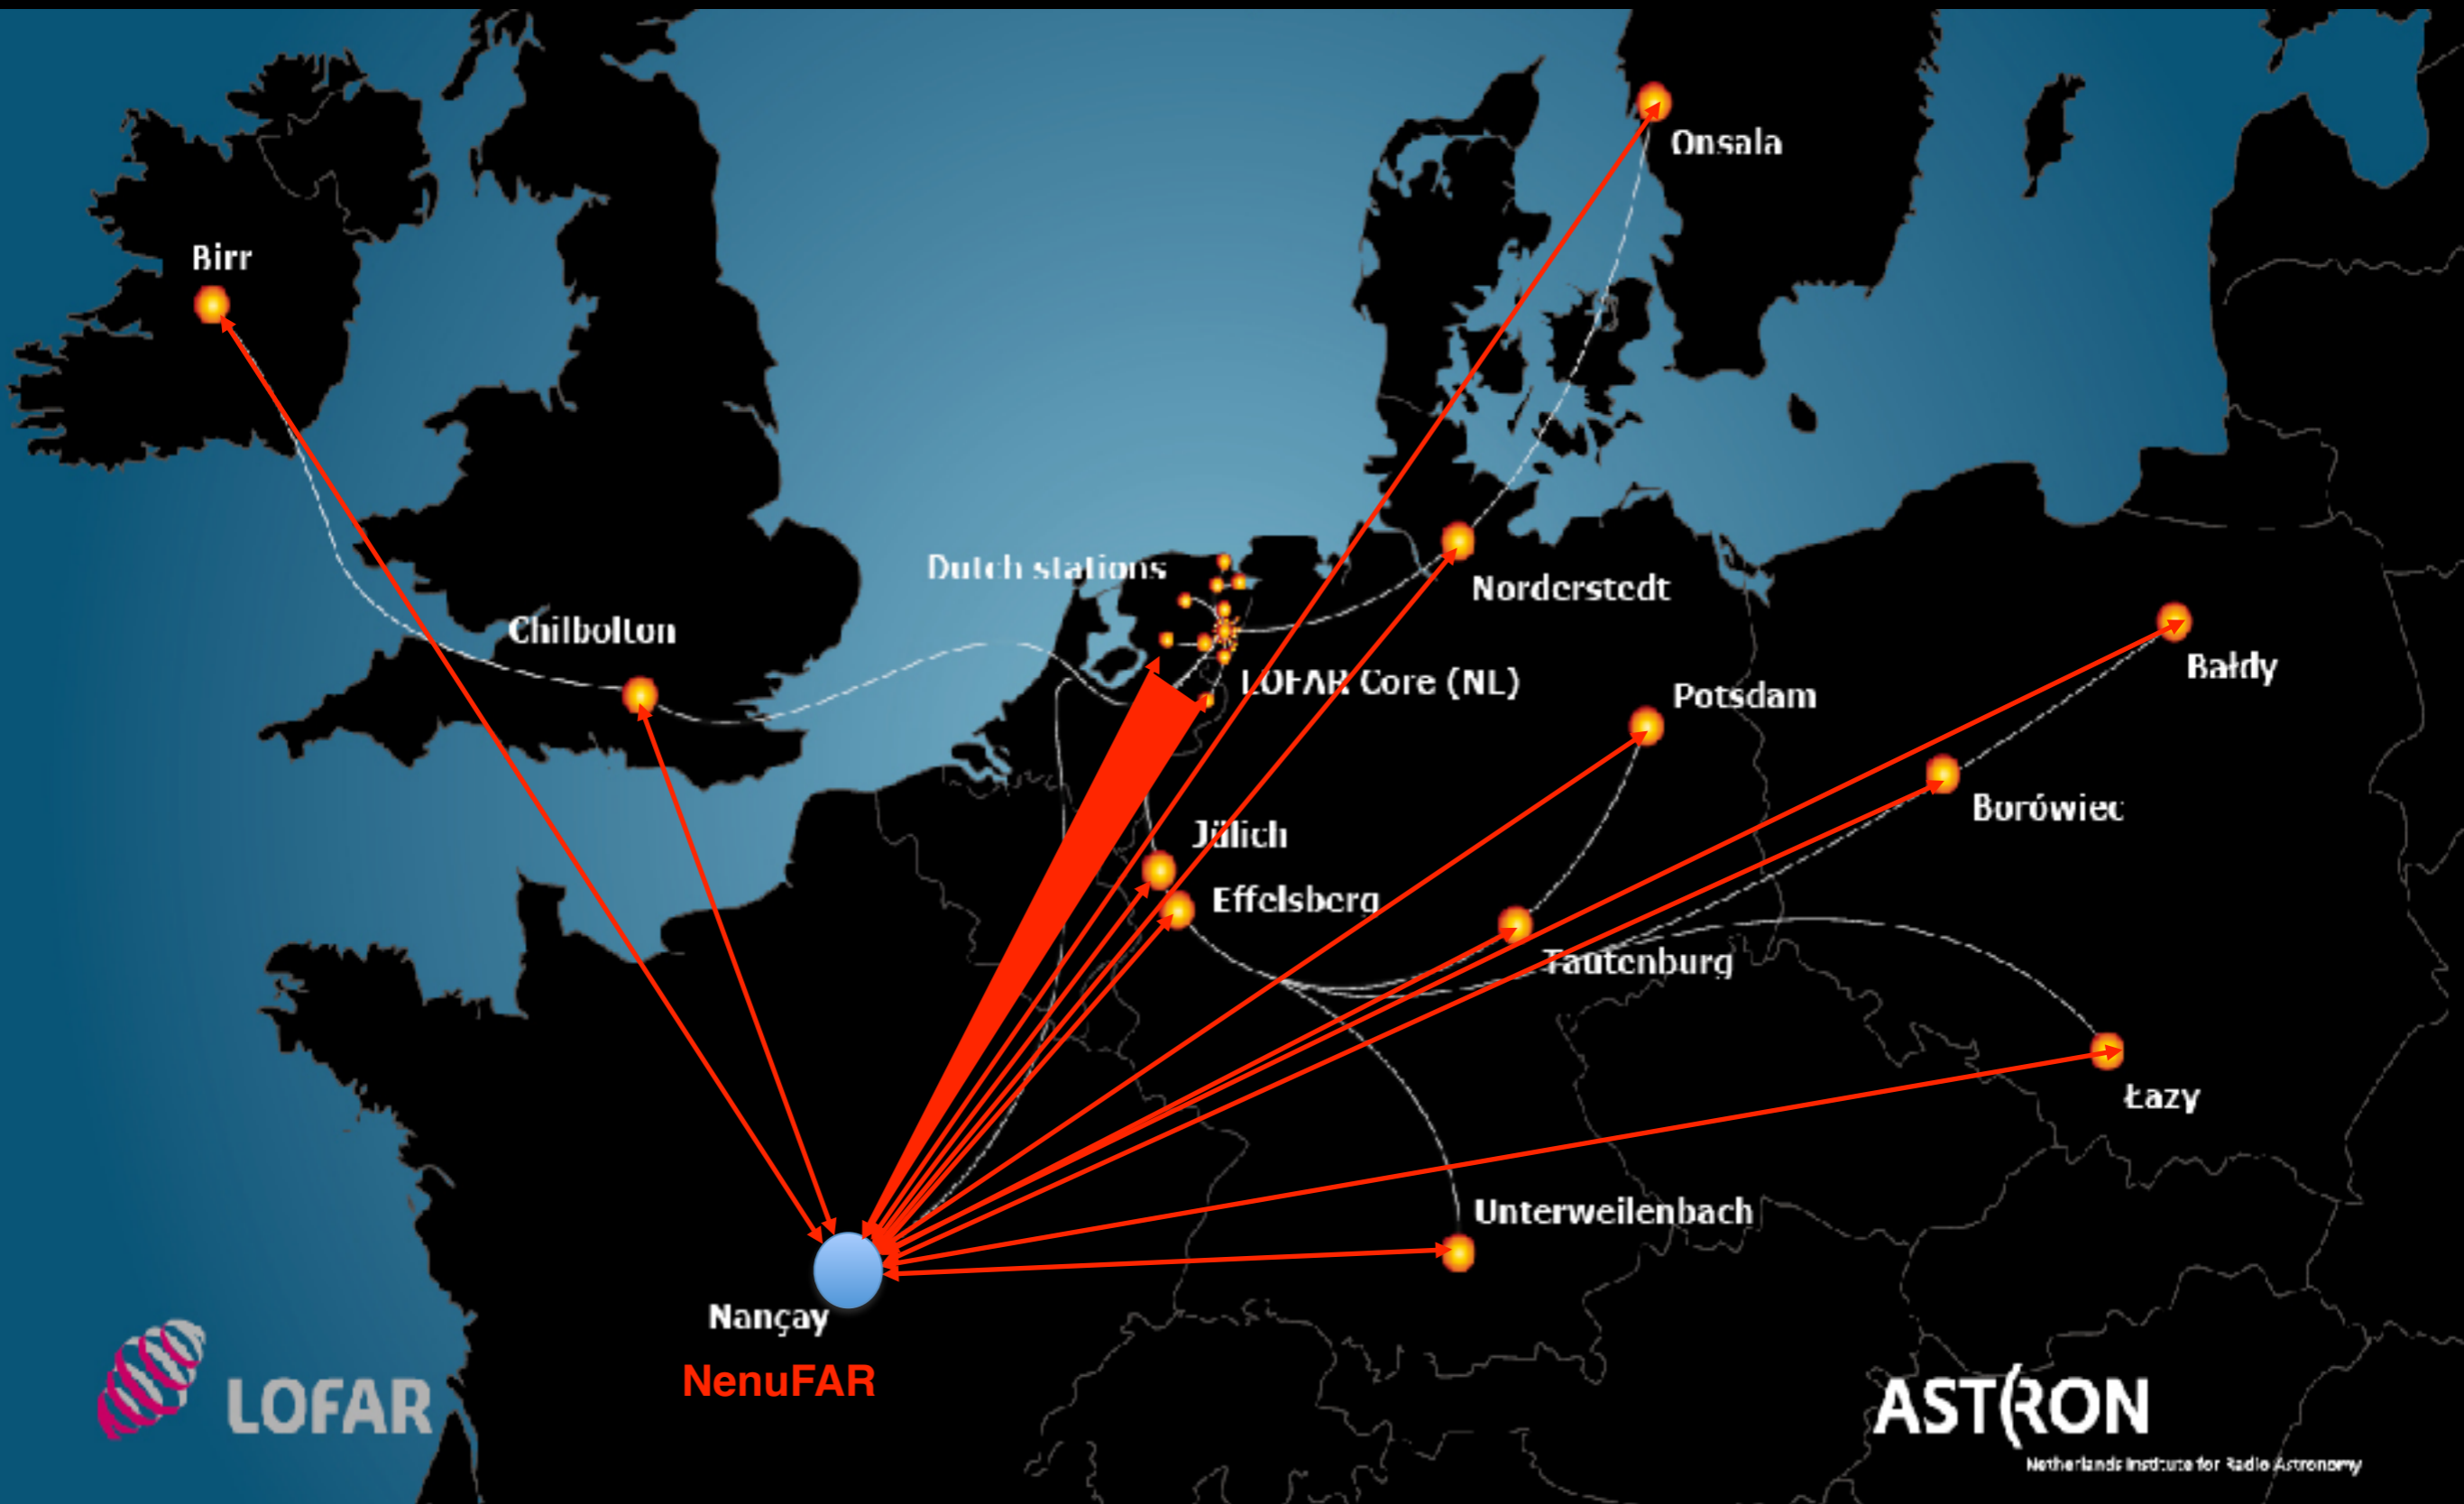 Onsala
Birr
Dutch stations
Norderstedt
Chilbolton
LOFAR Core (NL)
Bałdy
Potsdam
Borówiec
Jülich
Effelsberg
Tautenburg
Łazy
Unterweilenbach
Nançay
NenuFAR
LOFAR
ASTRON
Netherlands Institute for Radio Astronomy